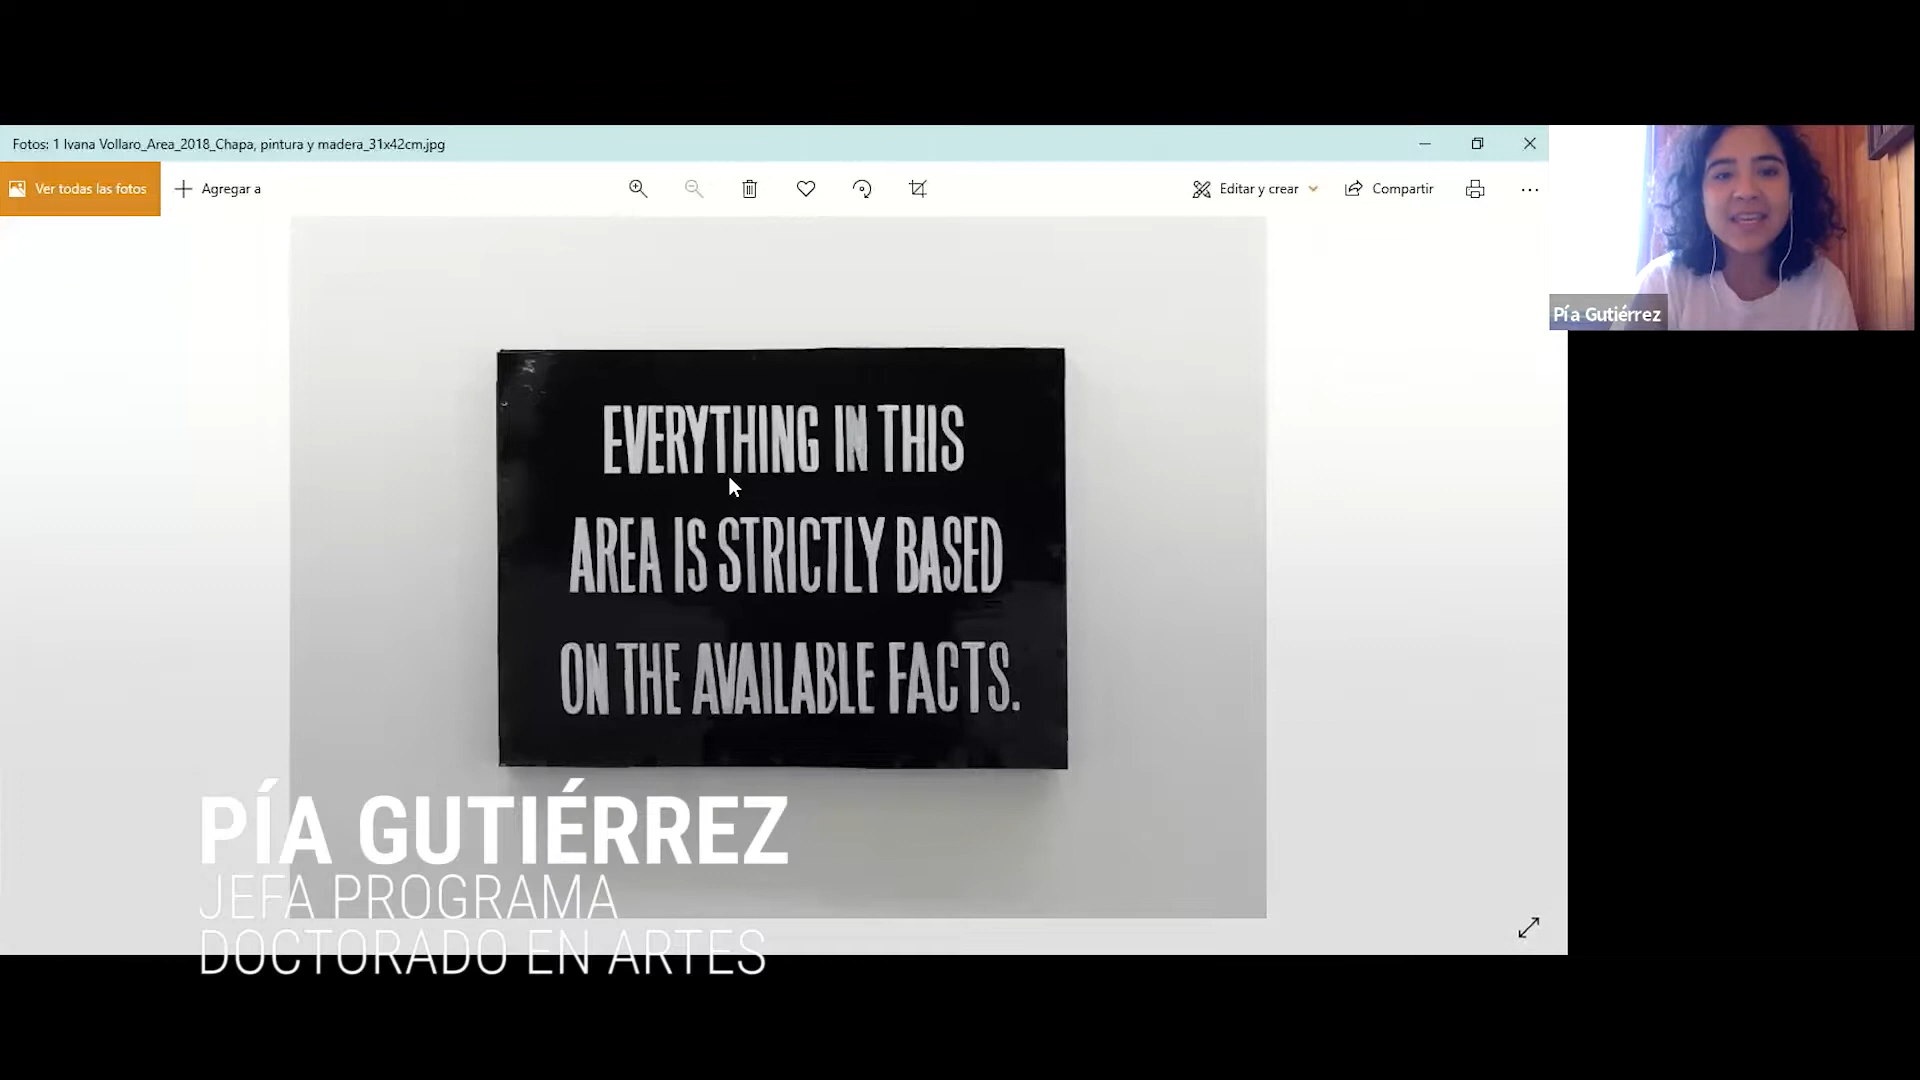 Fotos: 1 Ivana Vollaro_Area_2018_Chapa, pintura y madera_31x42cm.jpg
Ver todas las fotos
Agregar a
Editar y crear
Compartir
Pía Gutiérrez
EVERYTHING IN THIS
AREA IS STRICTLY BASED
ON THE AVAILABLE FACTS.
PÍA GUTIÉRREZ
JEFA PROGRAMA
DOCTORADO EN ARTES